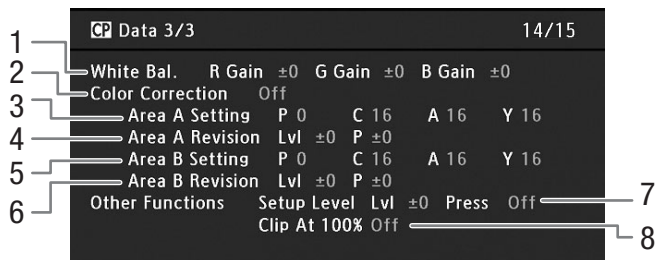 CP Data 3/3 14/15
1 White Bal. R Gain ±0 G Gain ±0 B Gain ±0
2 Color Correction Off
3 Area A Setting P 0 C 16 A 16 Y 16
4 Area A Revision Lvl ±0 P ±0
5 Area B Setting P 0 C 16 A 16 Y 16
6 Area B Revision Lvl ±0 P ±0
Other Functions Setup Level Lvl ±0 Press Off 7
Clip At 100% Off 8